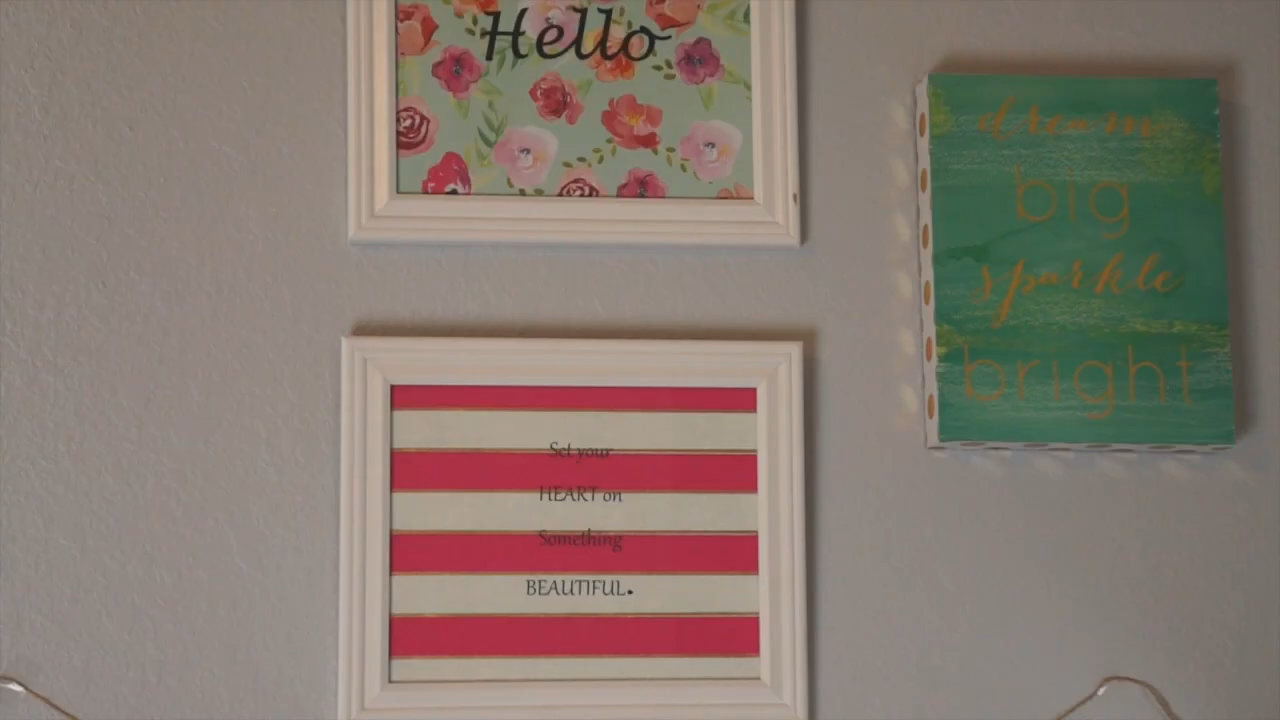 Hello
dream
big
sparkle
bright
Set your
HEART on
Something
BEAUTIFUL.